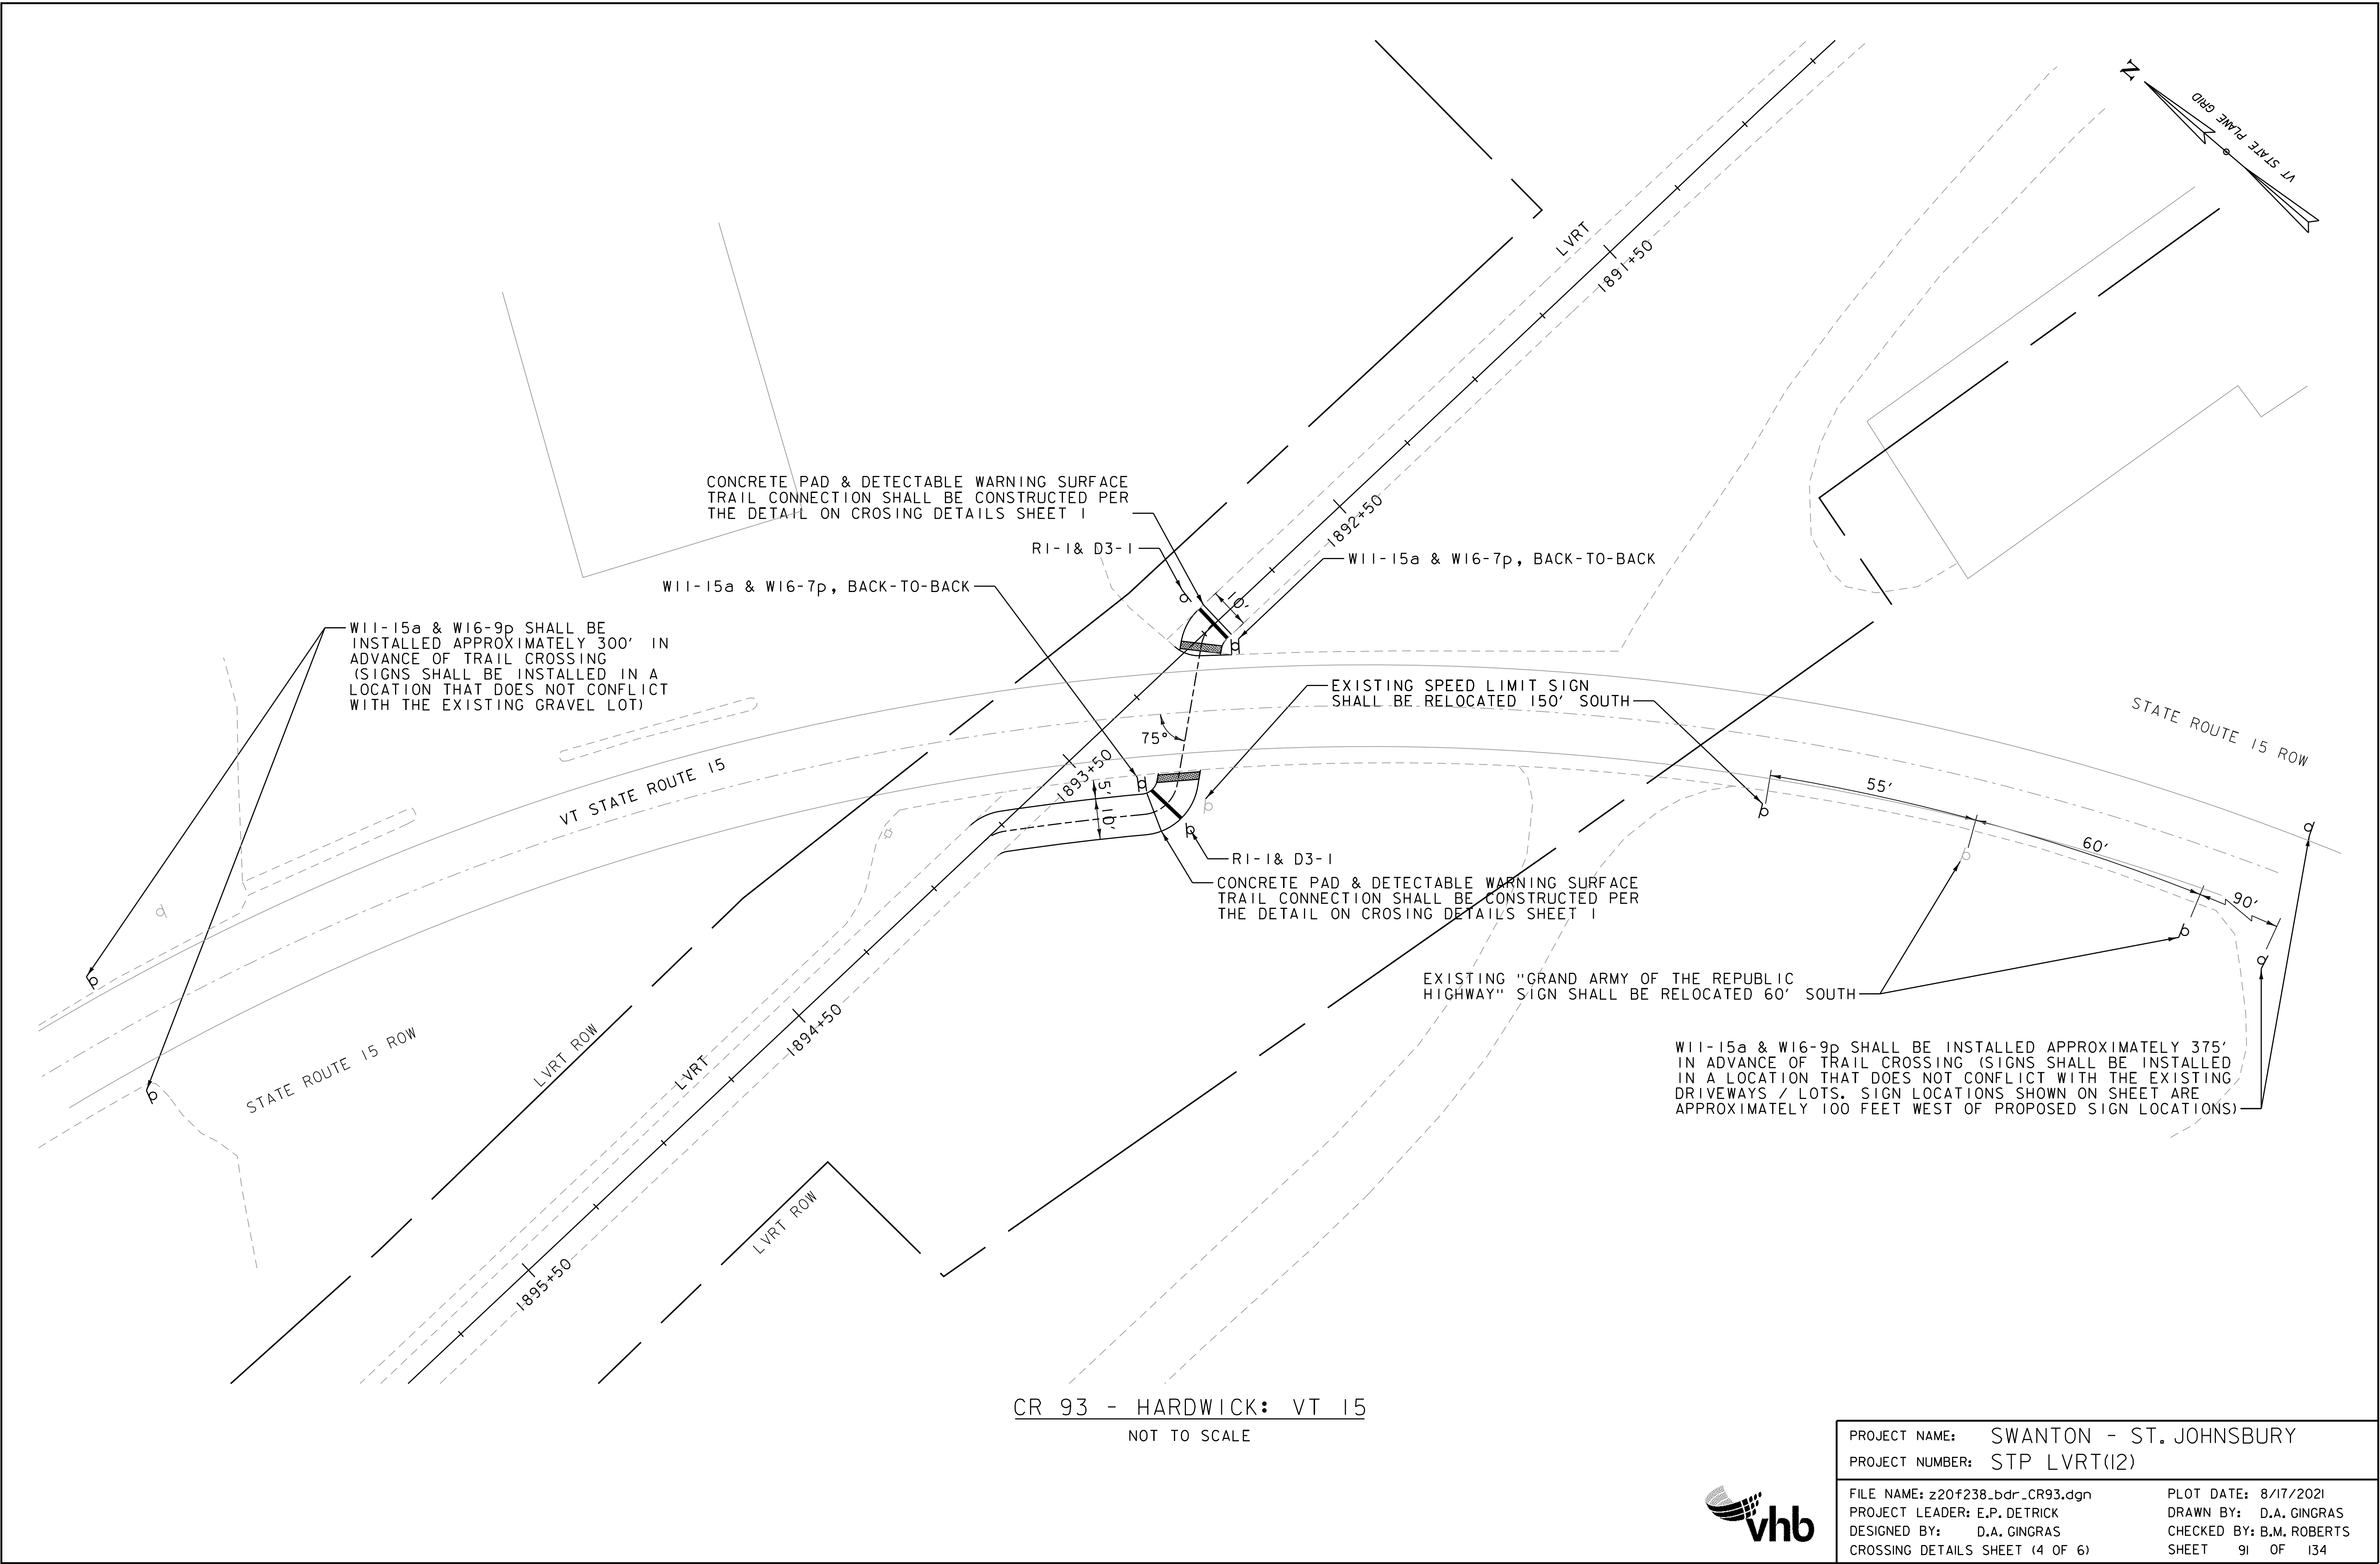 N
VT STATE PLANE GRID
LVRT
1891+50
CONCRETE PAD & DETECTABLE WARNING SURFACE
TRAIL CONNECTION SHALL BE CONSTRUCTED PER
THE DETAIL ON CROSING DETAILS SHEET 1
1892+50
R1-1& D3-1
W11-15a & W16-7p, BACK-TO-BACK
W11-15a & W16-7p, BACK-TO-BACK
10'
W11-15a & W16-9p SHALL BE
INSTALLED APPROXIMATELY 300' IN
ADVANCE OF TRAIL CROSSING
(SIGNS SHALL BE INSTALLED IN A
LOCATION THAT DOES NOT CONFLICT
WITH THE EXISTING GRAVEL LOT)
EXISTING SPEED LIMIT SIGN
SHALL BE RELOCATED 150' SOUTH
STATE ROUTE 15 ROW
75°
1893+50
VT STATE ROUTE 15
5'
10'
55'
60'
90'
R1-1& D3-1
CONCRETE PAD & DETECTABLE WARNING SURFACE
TRAIL CONNECTION SHALL BE CONSTRUCTED PER
THE DETAIL ON CROSING DETAILS SHEET 1
EXISTING "GRAND ARMY OF THE REPUBLIC
HIGHWAY" SIGN SHALL BE RELOCATED 60' SOUTH
1894+50
STATE ROUTE 15 ROW
LVRT ROW
LVRT
W11-15a & W16-9p SHALL BE INSTALLED APPROXIMATELY 375'
IN ADVANCE OF TRAIL CROSSING (SIGNS SHALL BE INSTALLED
IN A LOCATION THAT DOES NOT CONFLICT WITH THE EXISTING
DRIVEWAYS / LOTS. SIGN LOCATIONS SHOWN ON SHEET ARE
APPROXIMATELY 100 FEET WEST OF PROPOSED SIGN LOCATIONS)
LVRT ROW
1895+50
CR 93 - HARDWICK: VT 15
NOT TO SCALE
vhb
PROJECT NAME: SWANTON - ST. JOHNSBURY
PROJECT NUMBER: STP LVRT(12)
FILE NAME: z20f238_bdr_CR93.dgn PLOT DATE: 8/17/2021
PROJECT LEADER: E.P. DETRICK DRAWN BY: D.A. GINGRAS
DESIGNED BY: D.A. GINGRAS CHECKED BY: B.M. ROBERTS
CROSSING DETAILS SHEET (4 OF 6) SHEET 91 OF 134